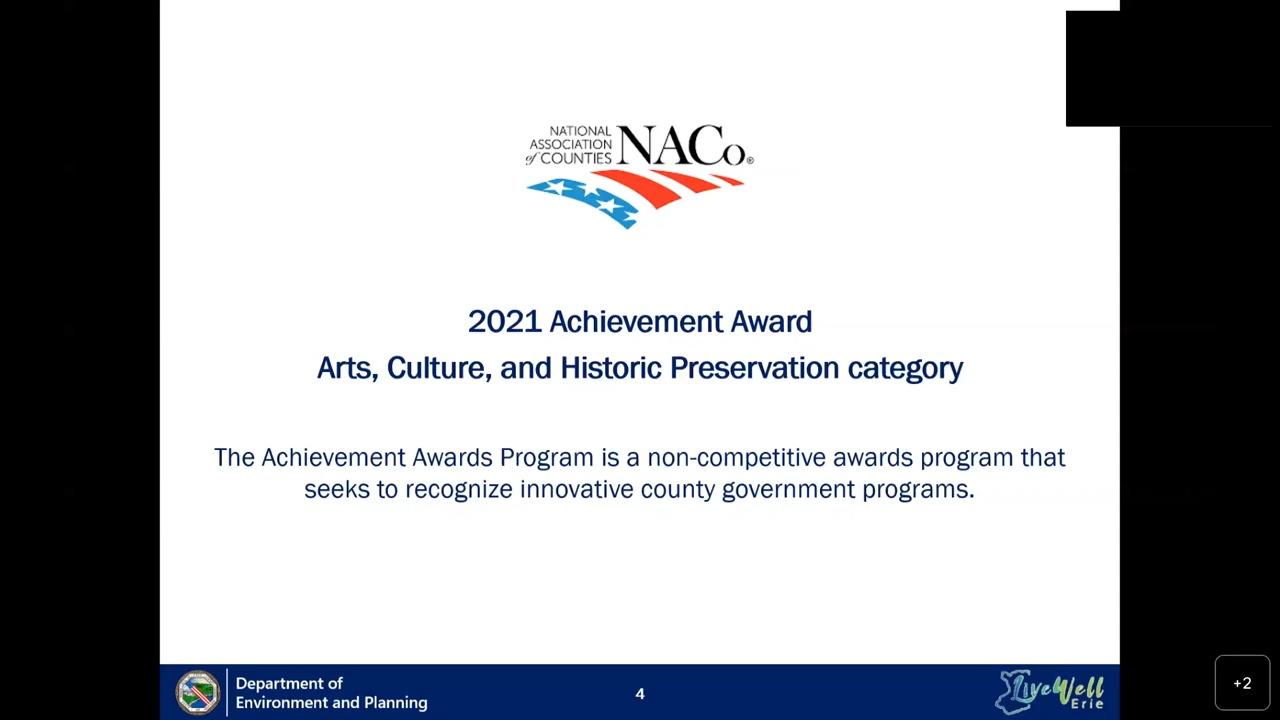 NATIONAL
ASSOCIATION
of COUNTIES
NACo®
2021 Achievement Award
Arts, Culture, and Historic Preservation category
The Achievement Awards Program is a non-competitive awards program that
seeks to recognize innovative county government programs.
Department of
Environment and Planning
4
LiveWell
Erie
+2